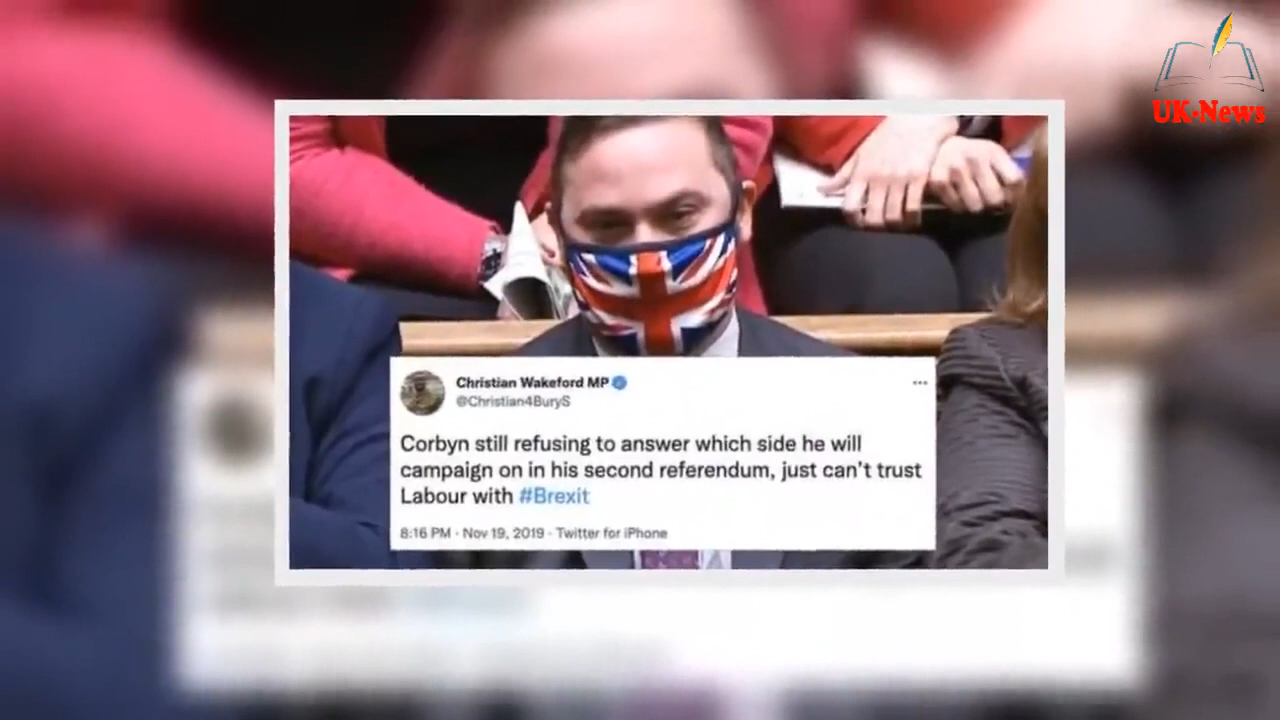 UK-News
Christian Wakeford MP
@Christian4BuryS
Corbyn still refusing to answer which side he will
campaign on in his second referendum, just can't trust
Labour with #Brexit
8:16 PM · Nov 19, 2019 · Twitter for iPhone